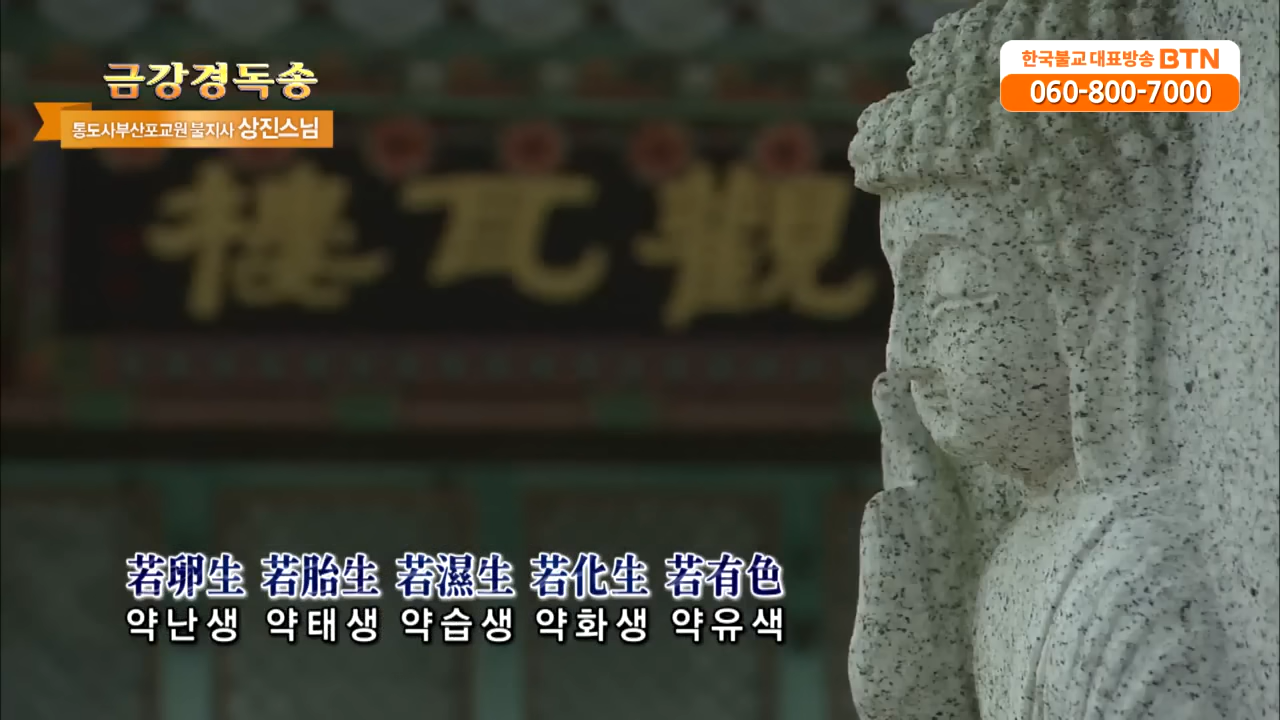 금강경독송
통도사부산포교원 불지사 상진스님
한국불교 대표방송 BTN
060-800-7000
樓瓦觀
若卵生 若胎生 若濕生 若化生 若有色
약난생 약태생 약습생 약화생 약유색